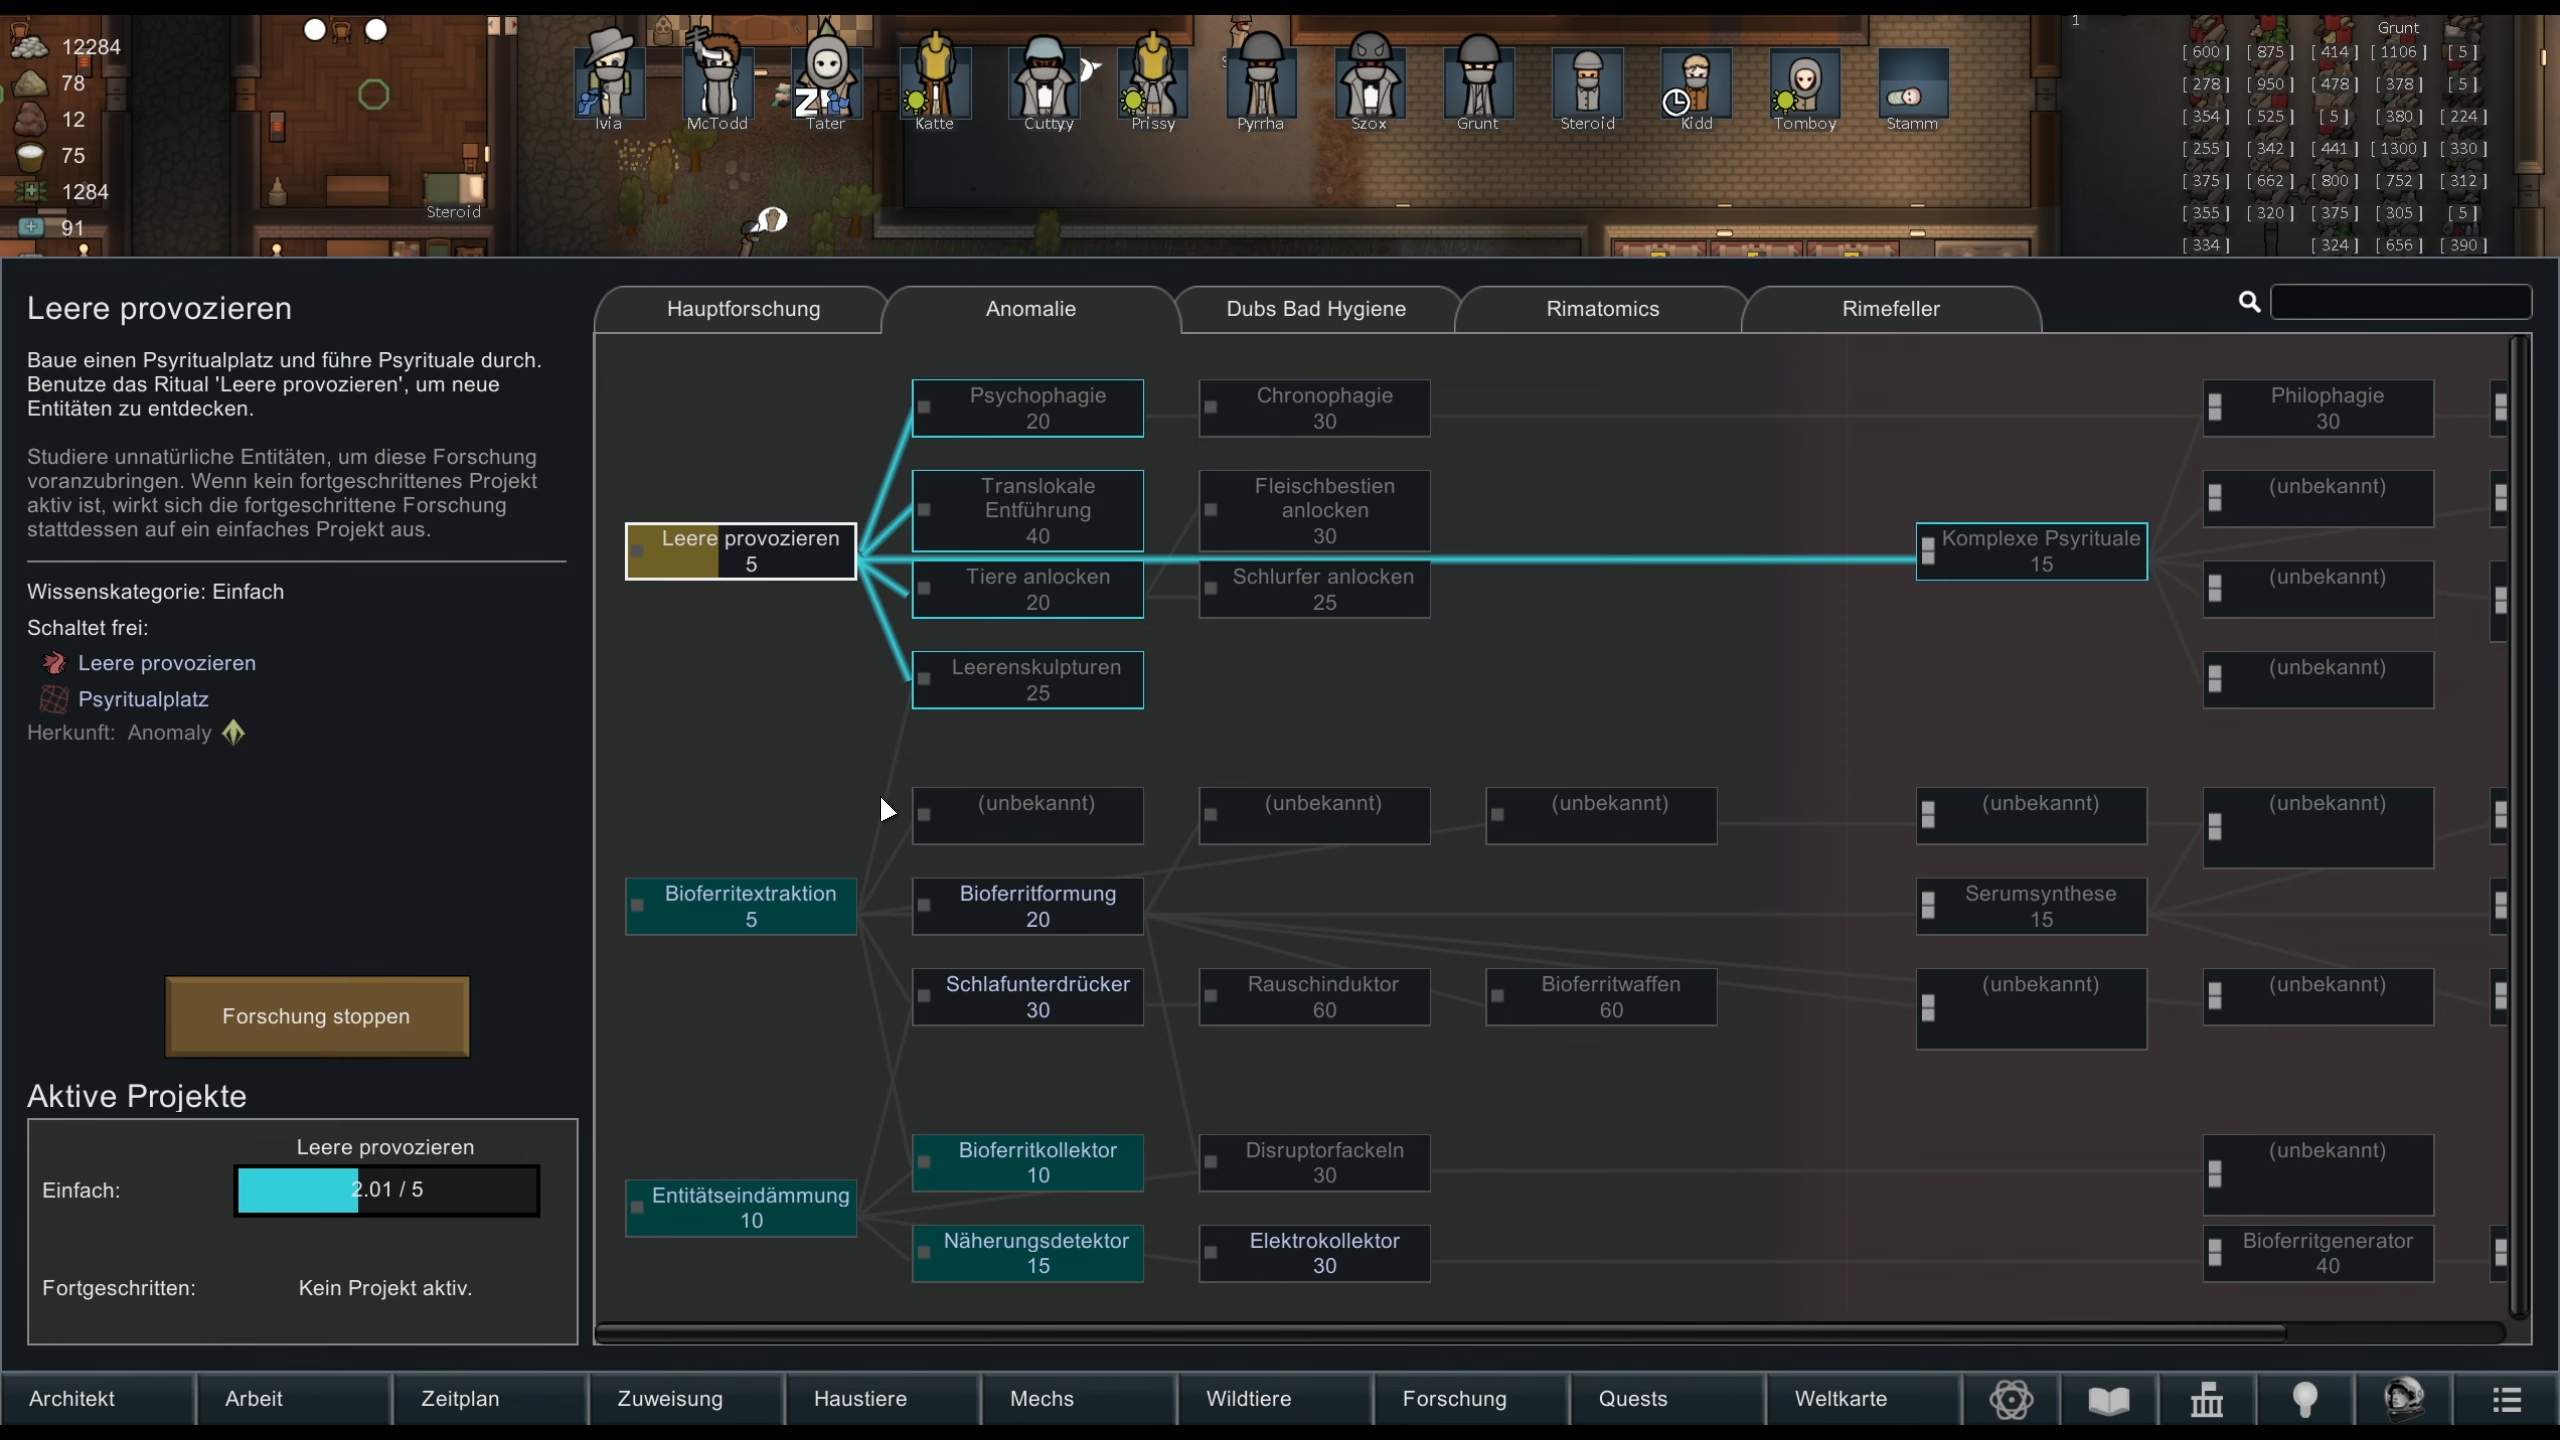 12284
78
12
75
1284
91
Steroid
Ivia
McTodd
Tater
Katte
Cuttyy
Prissy
Pyrrha
Szox
Grunt
Steroid
Kidd
Tomboy
Stamm
1
Grunt
[ 600 ] [ 875 ] [ 414 ] [ 1106 ] [ 5 ]
[ 278 ] [ 950 ] [ 478 ] [ 378 ] [ 5 ]
[ 354 ] [ 525 ] [ 5 ] [ 380 ] [ 224 ]
[ 255 ] [ 342 ] [ 441 ] [ 1300 ] [ 330 ]
[ 375 ] [ 662 ] [ 800 ] [ 752 ] [ 312 ]
[ 355 ] [ 320 ] [ 375 ] [ 305 ] [ 5 ]
[ 334 ] [ 324 ] [ 656 ] [ 390 ]
Leere provozieren
Baue einen Psyritualplatz und führe Psyrituale durch.
Benutze das Ritual 'Leere provozieren', um neue
Entitäten zu entdecken.
Studiere unnatürliche Entitäten, um diese Forschung
voranzubringen. Wenn kein fortgeschrittenes Projekt
aktiv ist, wirkt sich die fortgeschrittene Forschung
stattdessen auf ein einfaches Projekt aus.
Wissenskategorie: Einfach
Schaltet frei:
Leere provozieren
Psyritualplatz
Herkunft: Anomaly
Forschung stoppen
Aktive Projekte
Leere provozieren
Einfach:
2.01 / 5
Fortgeschritten:
Kein Projekt aktiv.
Hauptforschung
Anomalie
Dubs Bad Hygiene
Rimatomics
Rimefeller
Psychophagie
20
Chronophagie
30
Philophagie
30
Translokale
Entführung
40
Fleischbestien
anlocken
30
(unbekannt)
Leere provozieren
5
Komplexe Psyrituale
15
Tiere anlocken
20
Schlurfer anlocken
25
(unbekannt)
Leerenskulpturen
25
(unbekannt)
(unbekannt)
(unbekannt)
(unbekannt)
(unbekannt)
(unbekannt)
Bioferritextraktion
5
Bioferritformung
20
Serumsynthese
15
(unbekannt)
Schlafunterdrücker
30
Rauschinduktor
60
Bioferritwaffen
60
(unbekannt)
(unbekannt)
Bioferritkollektor
10
Disruptorfackeln
30
(unbekannt)
Entitätseindämmung
10
Näherungsdetektor
15
Elektrokollektor
30
Bioferritgenerator
40
Architekt
Arbeit
Zeitplan
Zuweisung
Haustiere
Mechs
Wildtiere
Forschung
Quests
Weltkarte